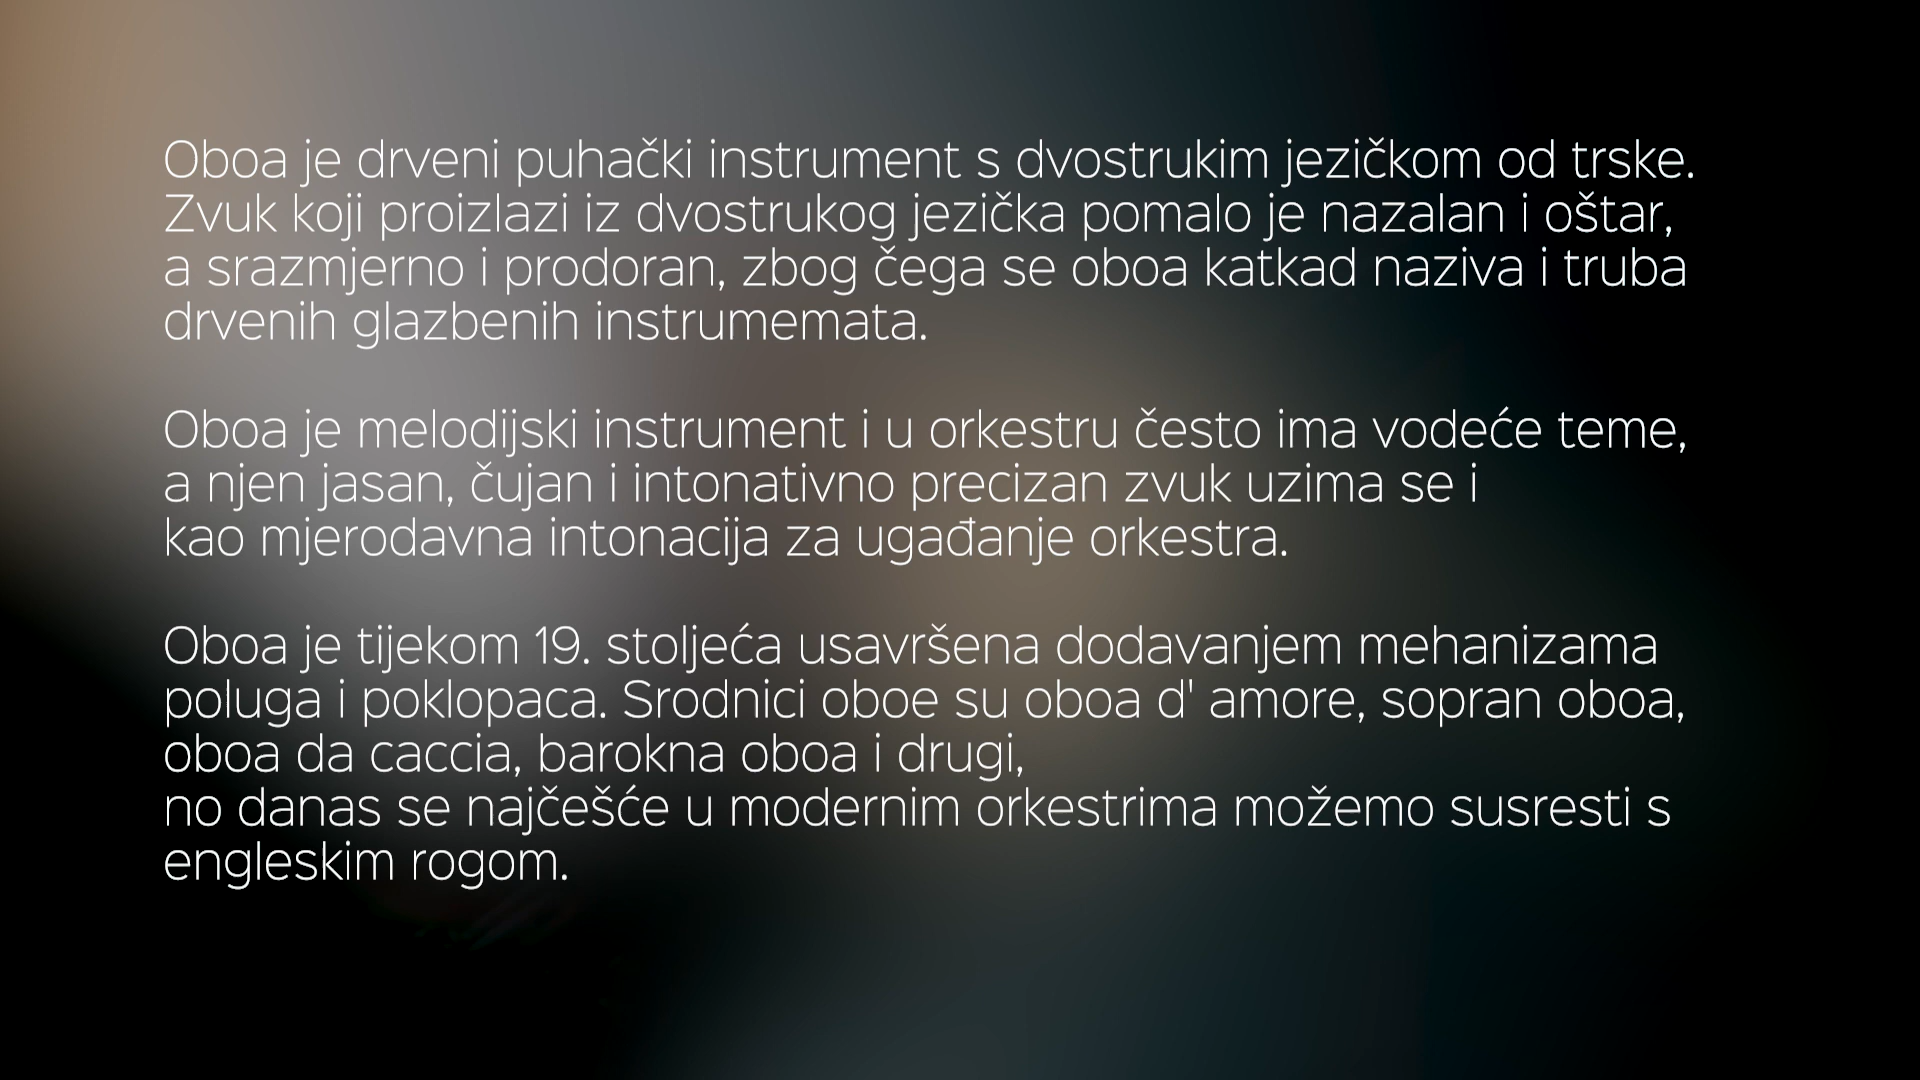 Oboa je drveni puhački instrument s dvostrukim jezičkom od trske.
Zvuk koji proizlazi iz dvostrukog jezička pomalo je nazalan i oštar,
a srazmjerno i prodoran, zbog čega se oboa katkad naziva i truba
drvenih glazbenih instrumemata.
Oboa je melodijski instrument i u orkestru često ima vodeće teme,
a njen jasan, čujan i intonativno precizan zvuk uzima se i
kao mjerodavna intonacija za ugađanje orkestra.
Oboa je tijekom 19. stoljeća usavršena dodavanjem mehanizama
poluga i poklopaca. Srodnici oboe su oboa d' amore, sopran oboa,
oboa da caccia, barokna oboa i drugi,
no danas se najčešće u modernim orkestrima možemo susresti s
engleskim rogom.